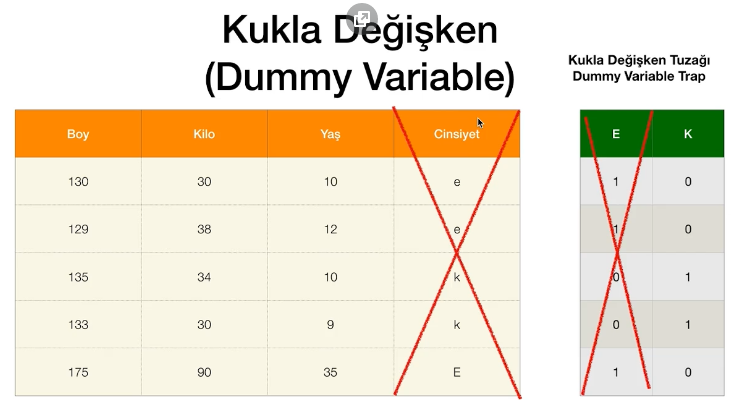 Kukla Değişken
(Dummy Variable)
Kukla Değişken Tuzağı
Dummy Variable Trap
Boy Kilo Yaş Cinsiyet
130 30 10 e
129 38 12 e
135 34 10 k
133 30 9 k
175 90 35 E
E K
1 0
1 0
0 1
0 1
1 0